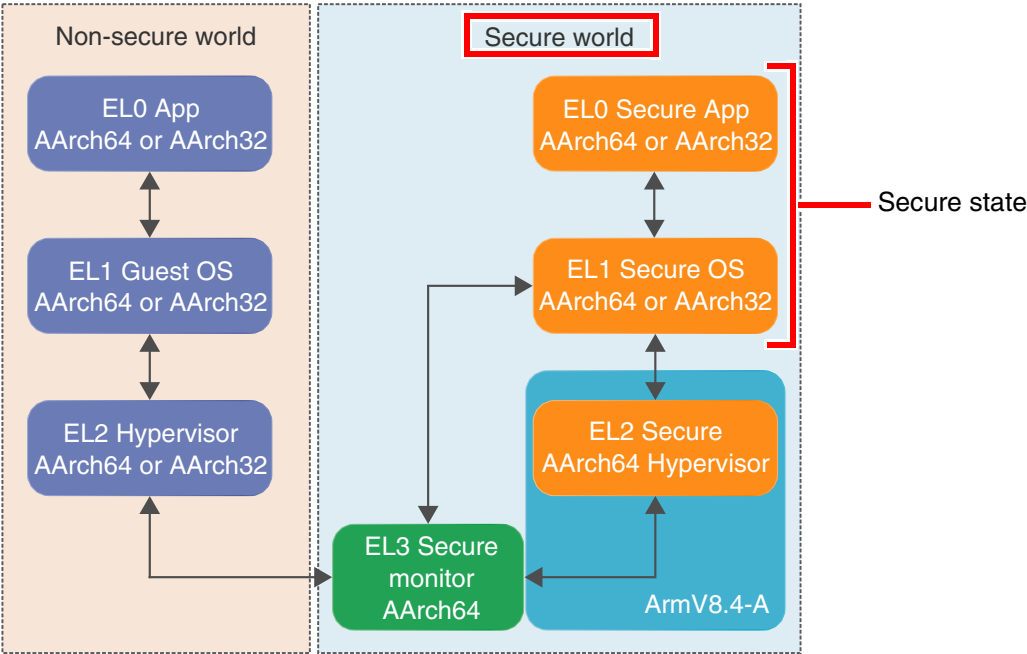 Non-secure world
EL0 App
AArch64 or AArch32
EL1 Guest OS
AArch64 or AArch32
EL2 Hypervisor
AArch64 or AArch32
Secure world
EL0 Secure App
AArch64 or AArch32
Secure state
EL1 Secure OS
AArch64 or AArch32
EL2 Secure
AArch64 Hypervisor
EL3 Secure
monitor
AArch64
ArmV8.4-A